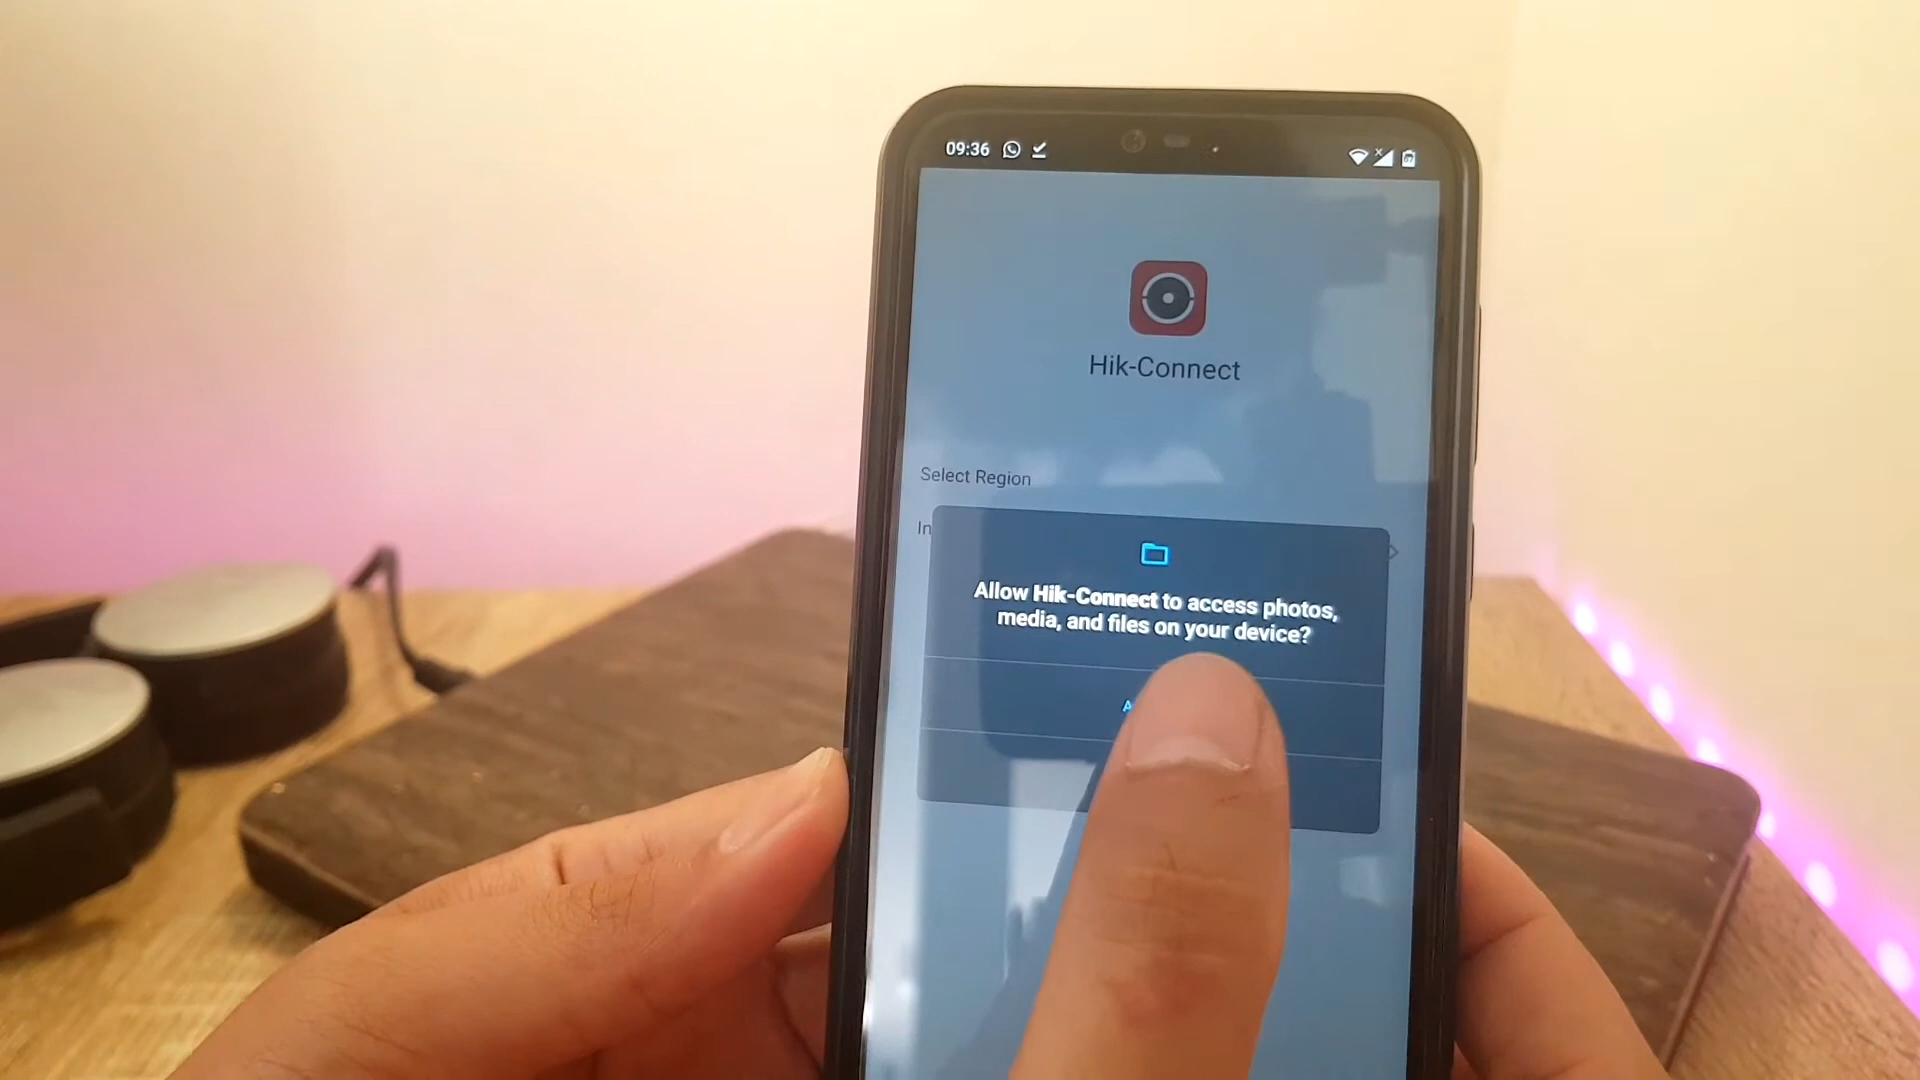 09:36
Hik-Connect
Select Region
Allow Hik-Connect to access photos,
media, and files on your device?